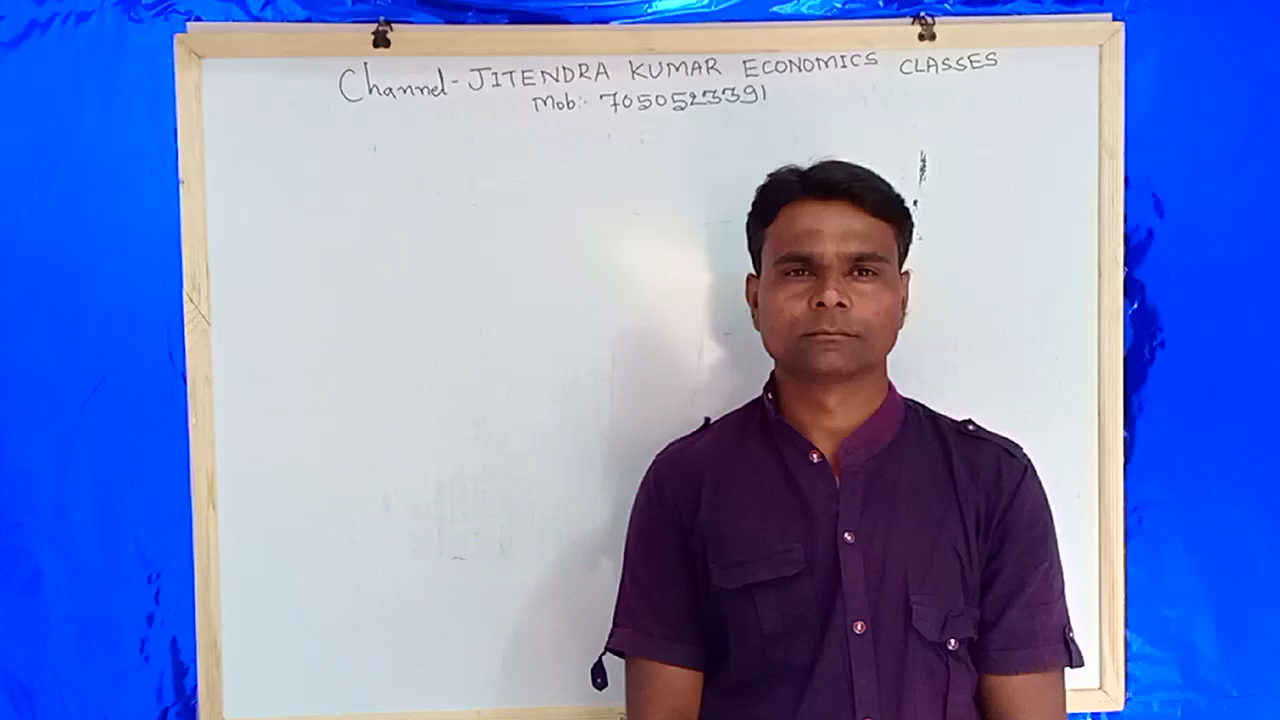 Channel- JITENDRA KUMAR ECONOMICS CLASSES
Mob:- 7050523391